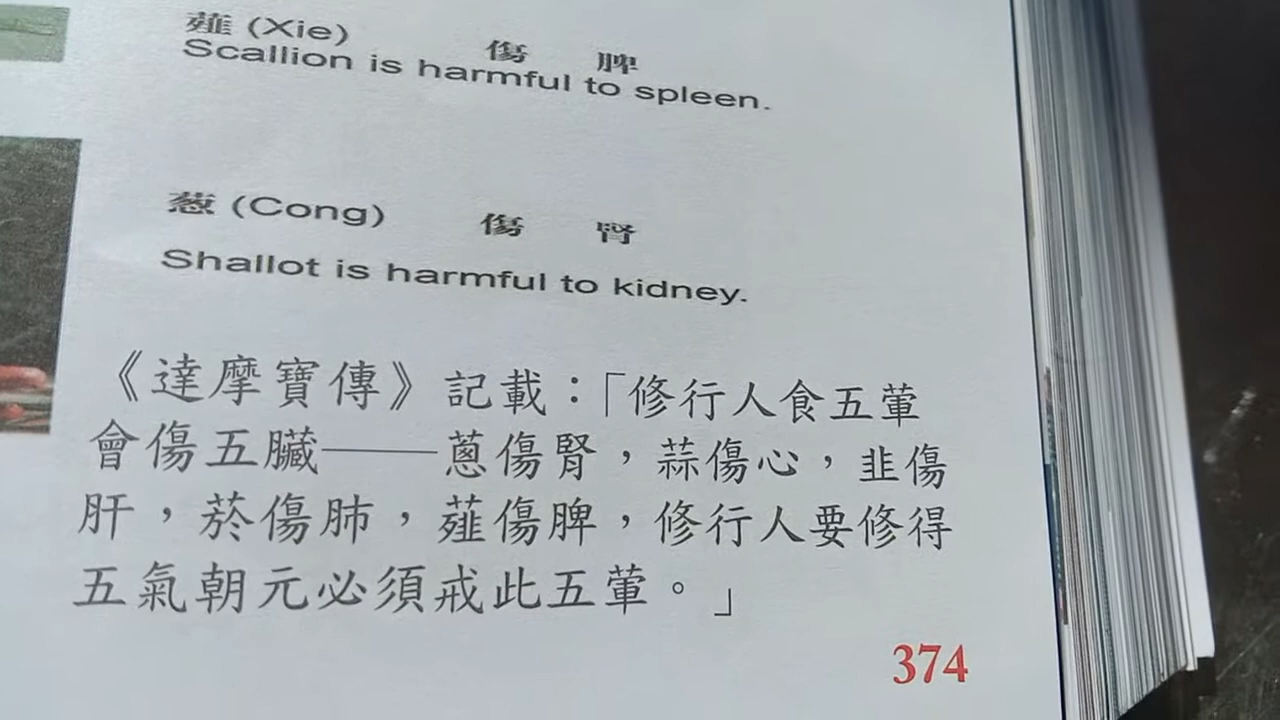 薤 (Xie) 傷 脾
Scallion is harmful to spleen.
葱 (Cong) 傷 腎
Shallot is harmful to kidney.
《達摩寶傳》記載：「修行人食五葷
會傷五臟——蔥傷腎，蒜傷心，韭傷
肝，菸傷肺，薤傷脾，修行人要修得
五氣朝元必須戒此五葷。」
374